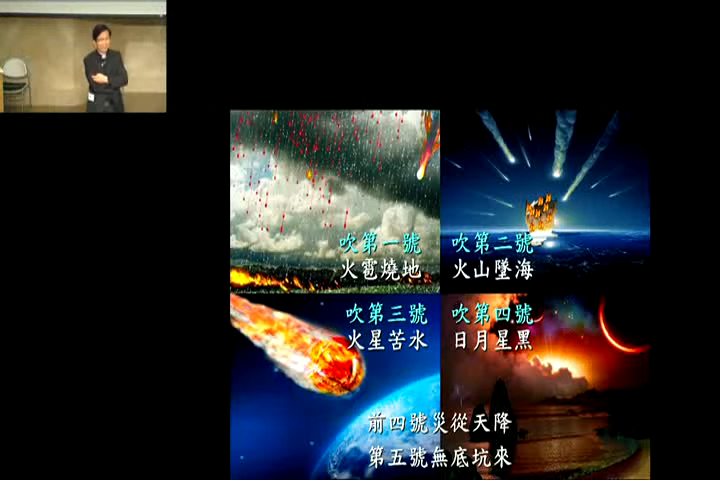 吹第一號
火雹燒地
吹第二號
火山墜海
吹第三號
火星苦水
吹第四號
日月星黑
前四號災從天降
第五號無底坑來